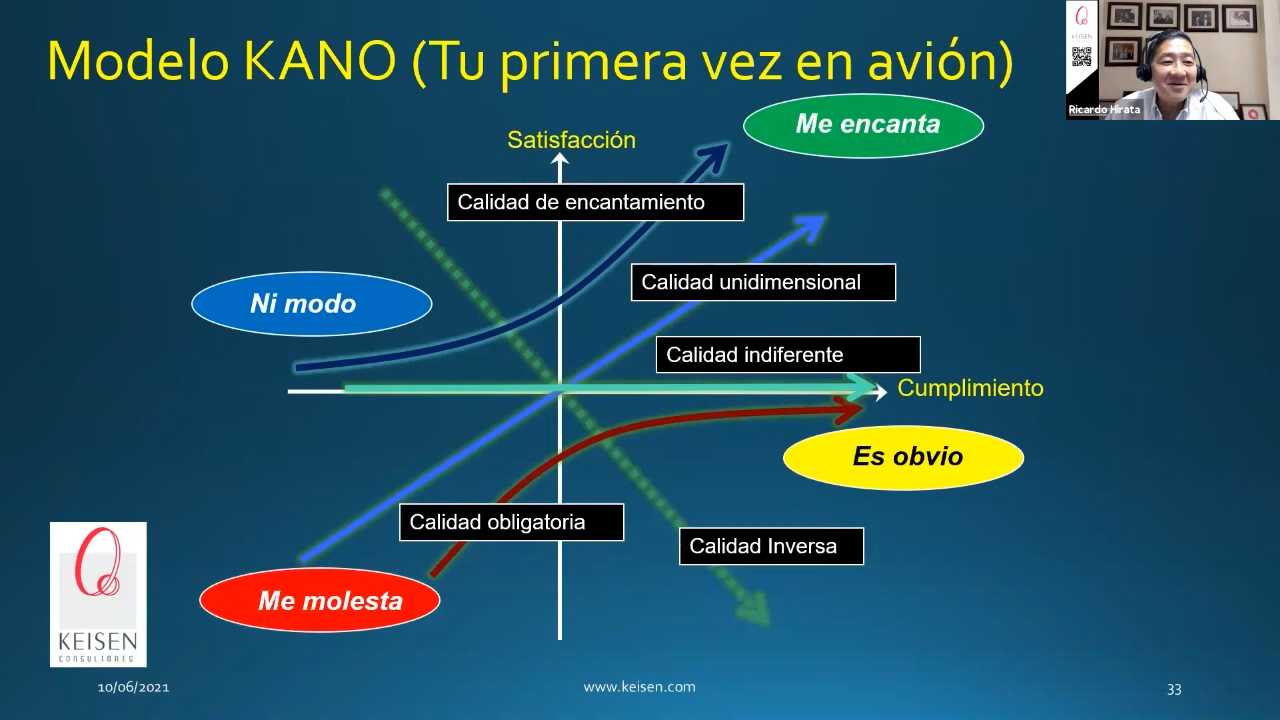 Modelo KANO (Tu primera vez en avión)
KEISEN
Ricardo Hirata
Me encanta
Satisfacción
Calidad de encantamiento
Calidad unidimensional
Ni modo
Calidad indiferente
Cumplimiento
Es obvio
Calidad obligatoria
Calidad Inversa
Me molesta
KEISEN
CONSULTORES
10/06/2021
www.keisen.com
33